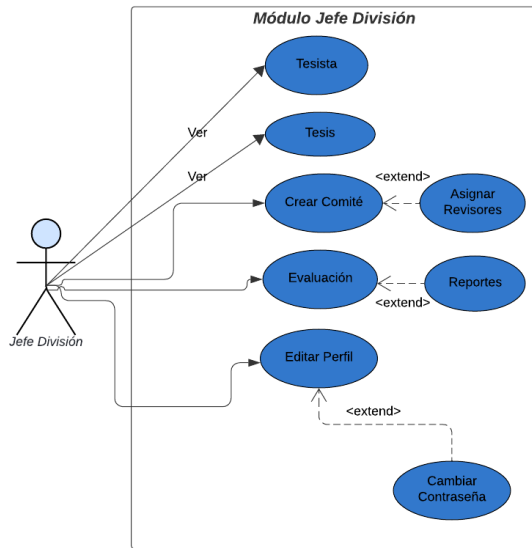 Módulo Jefe División
Tesista
Ver
Tesis
Ver
<extend>
Crear Comité
Asignar
Revisores
Evaluación
Reportes
<extend>
Jefe División
Editar Perfil
<extend>
Cambiar
Contraseña